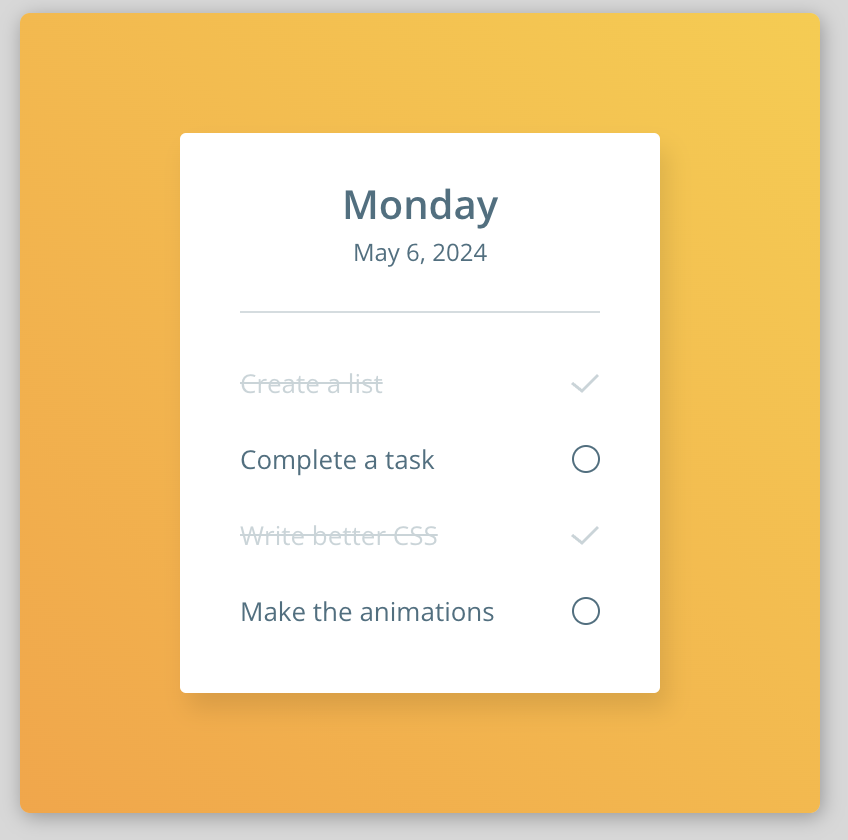 Monday
May 6, 2024
Create a list
Complete a task
Write better CSS
Make the animations